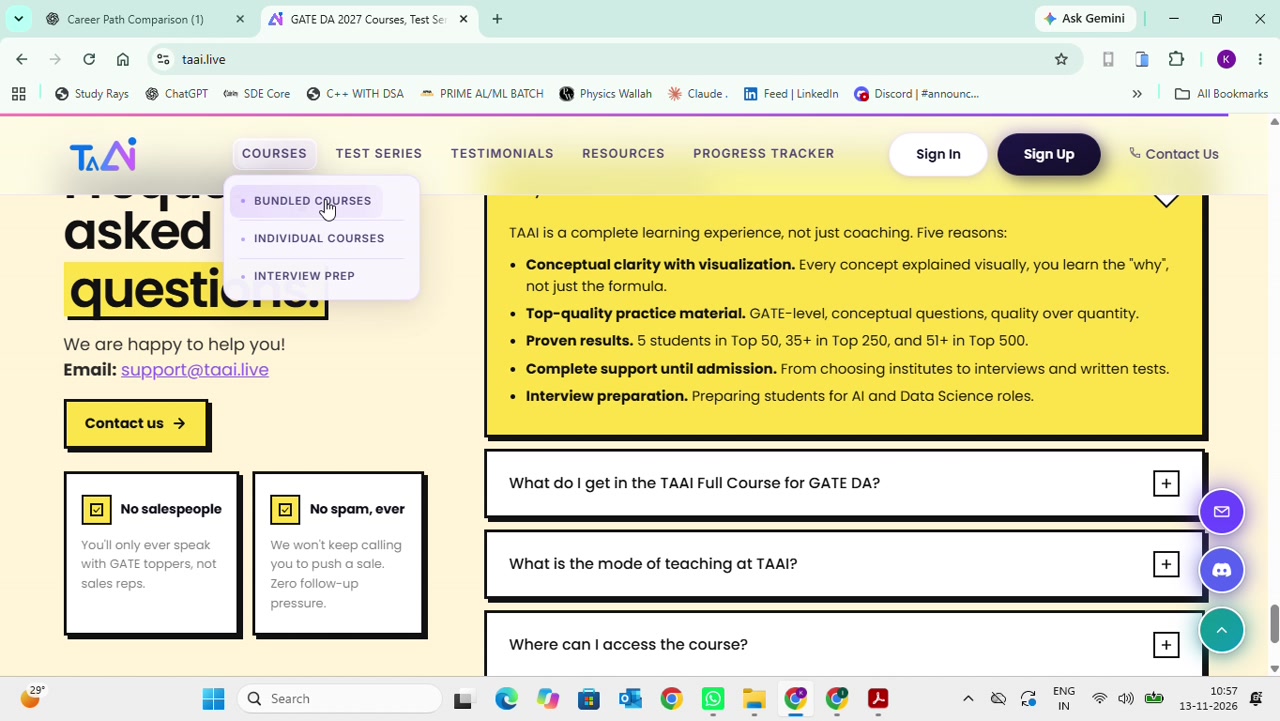 Career Path Comparison (1)
GATE DA 2027 Courses, Test Se
Ask Gemini
taai.live
K
Study Rays
ChatGPT
SDE Core
C++ WITH DSA
PRIME AL/ML BATCH
Physics Wallah
Claude .
Feed | LinkedIn
Discord | #announc...
All Bookmarks
TAAi
COURSES
TEST SERIES
TESTIMONIALS
RESOURCES
PROGRESS TRACKER
Sign In
Sign Up
Contact Us
BUNDLED COURSES
INDIVIDUAL COURSES
INTERVIEW PREP
asked
questions.
We are happy to help you!
Email: support@taai.live
Contact us →
No salespeople
You'll only ever speak
with GATE toppers, not
sales reps.
No spam, ever
We won't keep calling
you to push a sale.
Zero follow-up
pressure.
TAAI is a complete learning experience, not just coaching. Five reasons:
• Conceptual clarity with visualization. Every concept explained visually, you learn the "why",
not just the formula.
• Top-quality practice material. GATE-level, conceptual questions, quality over quantity.
• Proven results. 5 students in Top 50, 35+ in Top 250, and 51+ in Top 500.
• Complete support until admission. From choosing institutes to interviews and written tests.
• Interview preparation. Preparing students for AI and Data Science roles.
What do I get in the TAAI Full Course for GATE DA?
What is the mode of teaching at TAAI?
Where can I access the course?
29°
Search
ENG
IN
10:57
13-11-2026